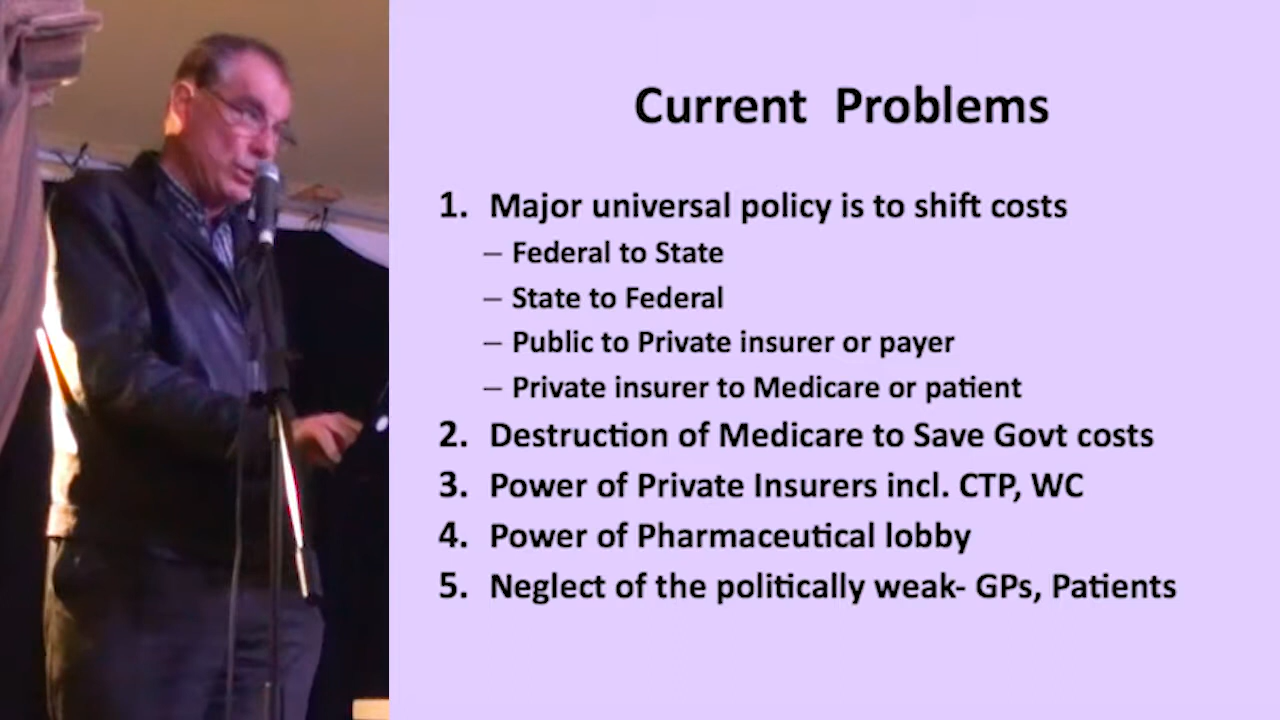 Current Problems
1. Major universal policy is to shift costs
– Federal to State
– State to Federal
– Public to Private insurer or payer
– Private insurer to Medicare or patient
2. Destruction of Medicare to Save Govt costs
3. Power of Private Insurers incl. CTP, WC
4. Power of Pharmaceutical lobby
5. Neglect of the politically weak- GPs, Patients